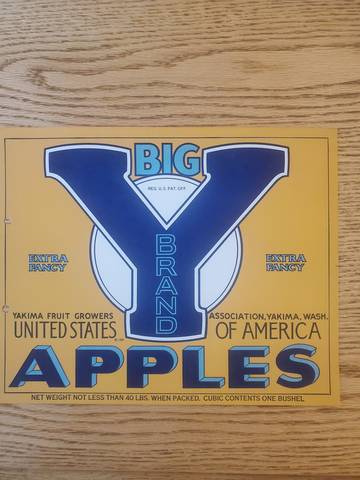 BIG
Y
REG. U.S. PAT. OFF.
BRAND
EXTRA FANCY
EXTRA FANCY
YAKIMA FRUIT GROWERS ASSOCIATION, YAKIMA, WASH.
UNITED STATES OF AMERICA
APPLES
NET WEIGHT NOT LESS THAN 40 LBS. WHEN PACKED. CUBIC CONTENTS ONE BUSHEL